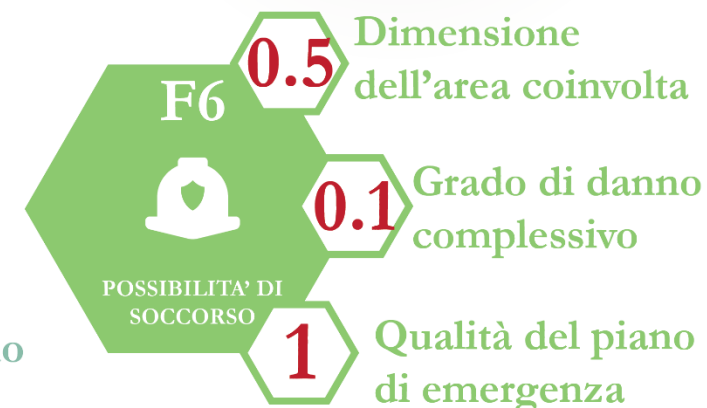 0.5
Dimensione
dell'area coinvolta
F6
0.1
Grado di danno
complessivo
POSSIBILITA' DI
SOCCORSO
1
Qualità del piano
di emergenza